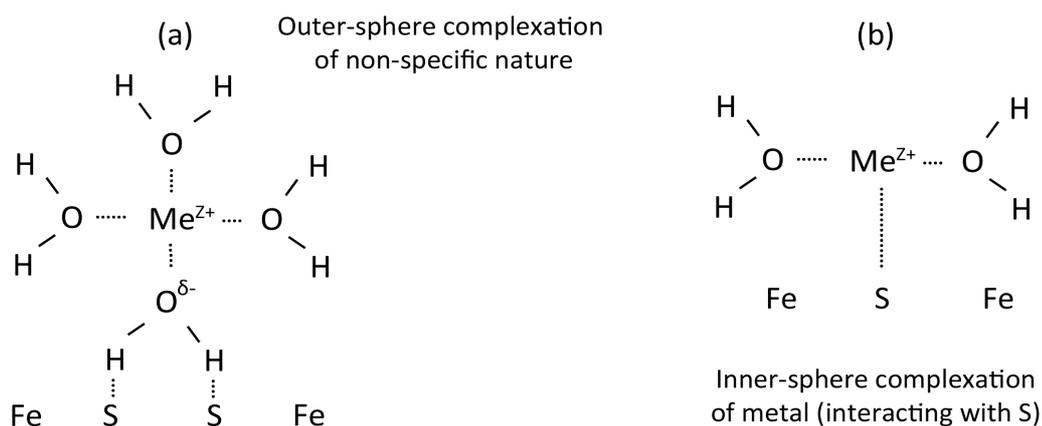 (a)
Outer-sphere complexation
of non-specific nature
H H
O
H H
O Me^Z+ O
H H
O^δ-
H H
Fe S S Fe
(b)
H H
O Me^Z+ O
H H
Fe S Fe
Inner-sphere complexation
of metal (interacting with S)